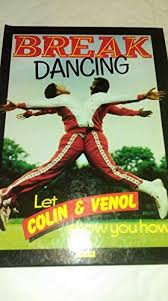 BREAK
DANCING
Let
COLIN & VENOL
show you how